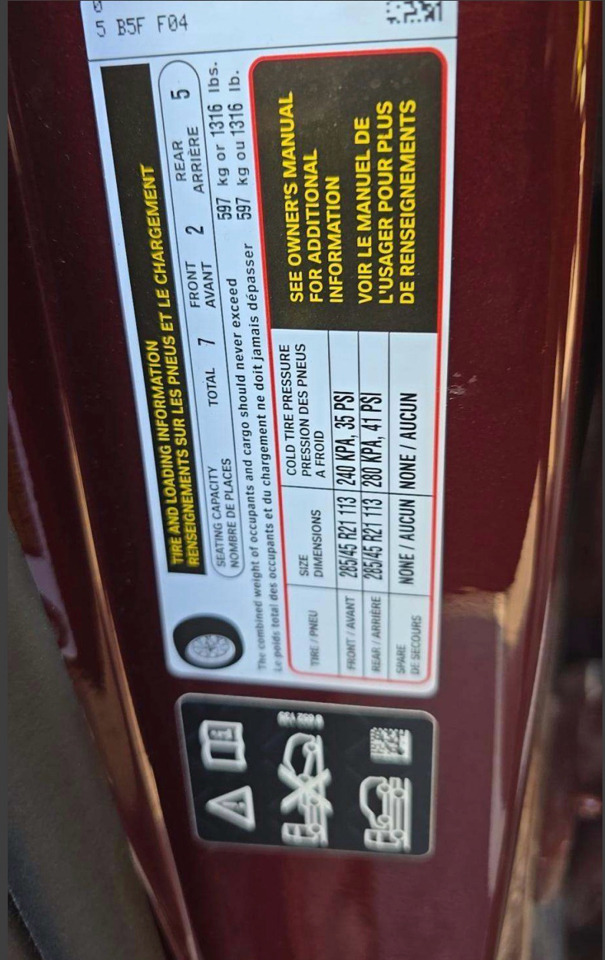 5 B5F F04
TIRE AND LOADING INFORMATION
RENSEIGNEMENTS SUR LES PNEUS ET LE CHARGEMENT
SEATING CAPACITY
NOMBRE DE PLACES
TOTAL 7
FRONT
AVANT 2
REAR
ARRIÈRE 5
The combined weight of occupants and cargo should never exceed 597 kg or 1316 lbs.
Le poids total des occupants et du chargement ne doit jamais dépasser 597 kg ou 1316 lb.
TIRE / PNEU
SIZE
DIMENSIONS
COLD TIRE PRESSURE
PRESSION DES PNEUS
A FROID
FRONT / AVANT 285/45 R21 113 240 KPA, 35 PSI
REAR / ARRIÈRE 285/45 R21 113 280 KPA, 41 PSI
SPARE
DE SECOURS
NONE / AUCUN NONE / AUCUN
SEE OWNER'S MANUAL
FOR ADDITIONAL
INFORMATION
VOIR LE MANUEL DE
L'USAGER POUR PLUS
DE RENSEIGNEMENTS